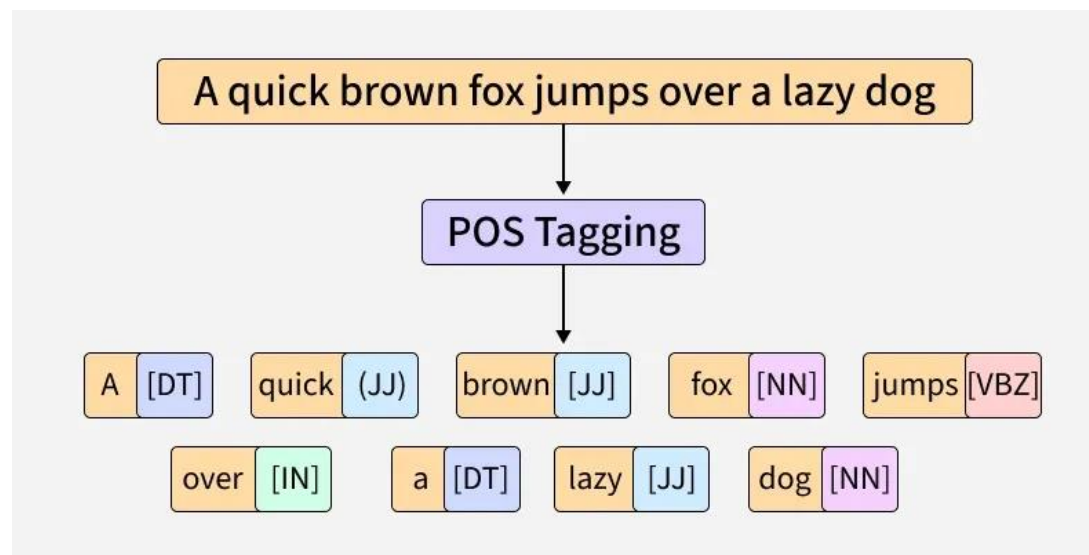 A quick brown fox jumps over a lazy dog
POS Tagging
A [DT] quick (JJ) brown [JJ] fox [NN] jumps [VBZ]
over [IN] a [DT] lazy [JJ] dog [NN]